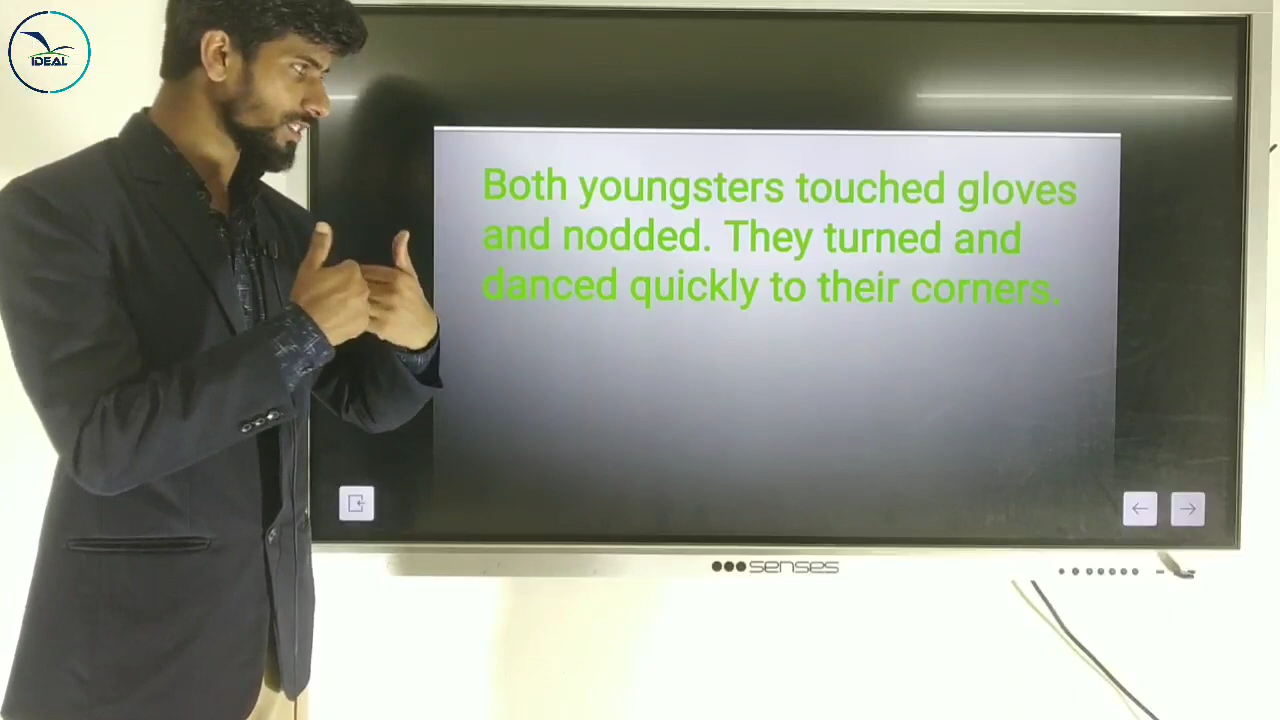 IDEAL
Both youngsters touched gloves
and nodded. They turned and
danced quickly to their corners.
senses